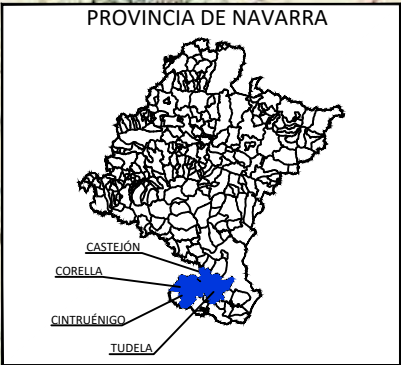 PROVINCIA DE NAVARRA
CASTEJÓN
CORELLA
CINTRUÉNIGO
TUDELA